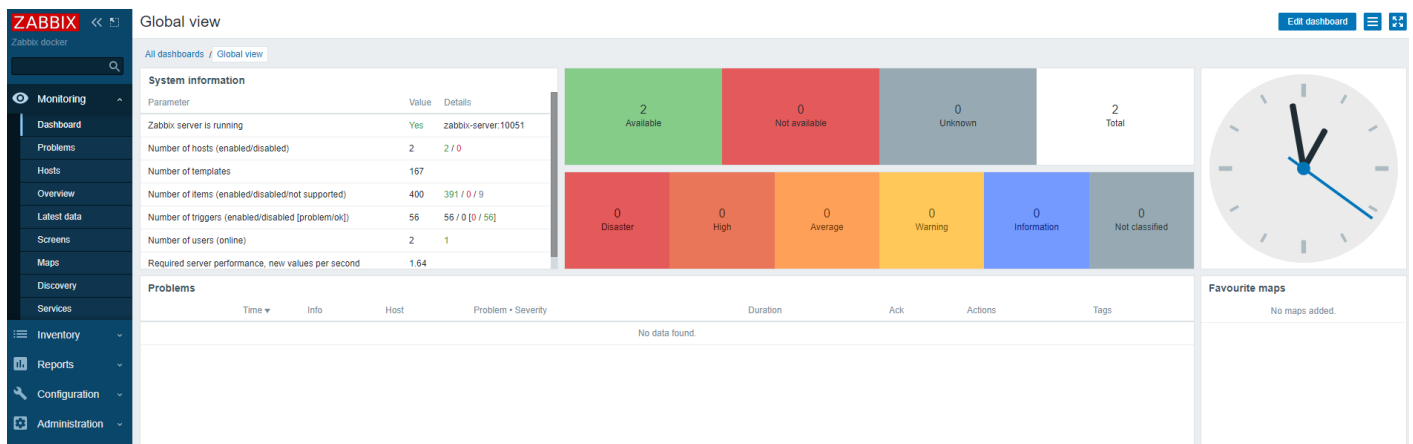 ZABBIX
Zabbix docker
Monitoring
Dashboard
Problems
Hosts
Overview
Latest data
Screens
Maps
Discovery
Services
Inventory
Reports
Configuration
Administration
Global view
Edit dashboard
All dashboards / Global view
System information
Parameter Value Details
Zabbix server is running Yes zabbix-server:10051
Number of hosts (enabled/disabled) 2 2 / 0
Number of templates 167
Number of items (enabled/disabled/not supported) 400 391 / 0 / 9
Number of triggers (enabled/disabled [problem/ok]) 56 56 / 0 [0 / 56]
Number of users (online) 2 1
Required server performance, new values per second 1.64
2 0 0 2
Available Not available Unknown Total
0 0 0 0 0 0
Disaster High Average Warning Information Not classified
Problems
Time Info Host Problem • Severity Duration Ack Actions Tags
No data found.
Favourite maps
No maps added.